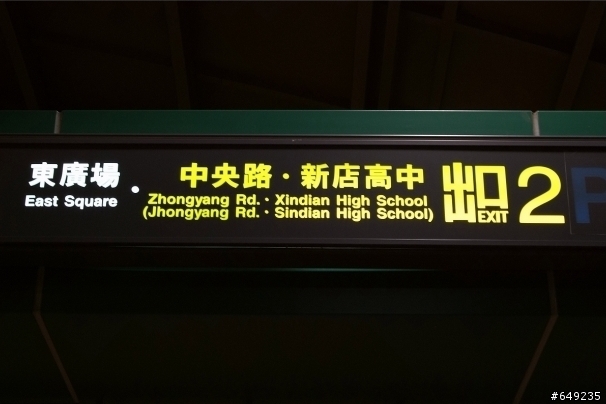 東廣場
East Square
•
中央路・新店高中
Zhongyang Rd.・Xindian High School
(Jhongyang Rd.・Sindian High School)
出口
EXIT
2
P
#649235